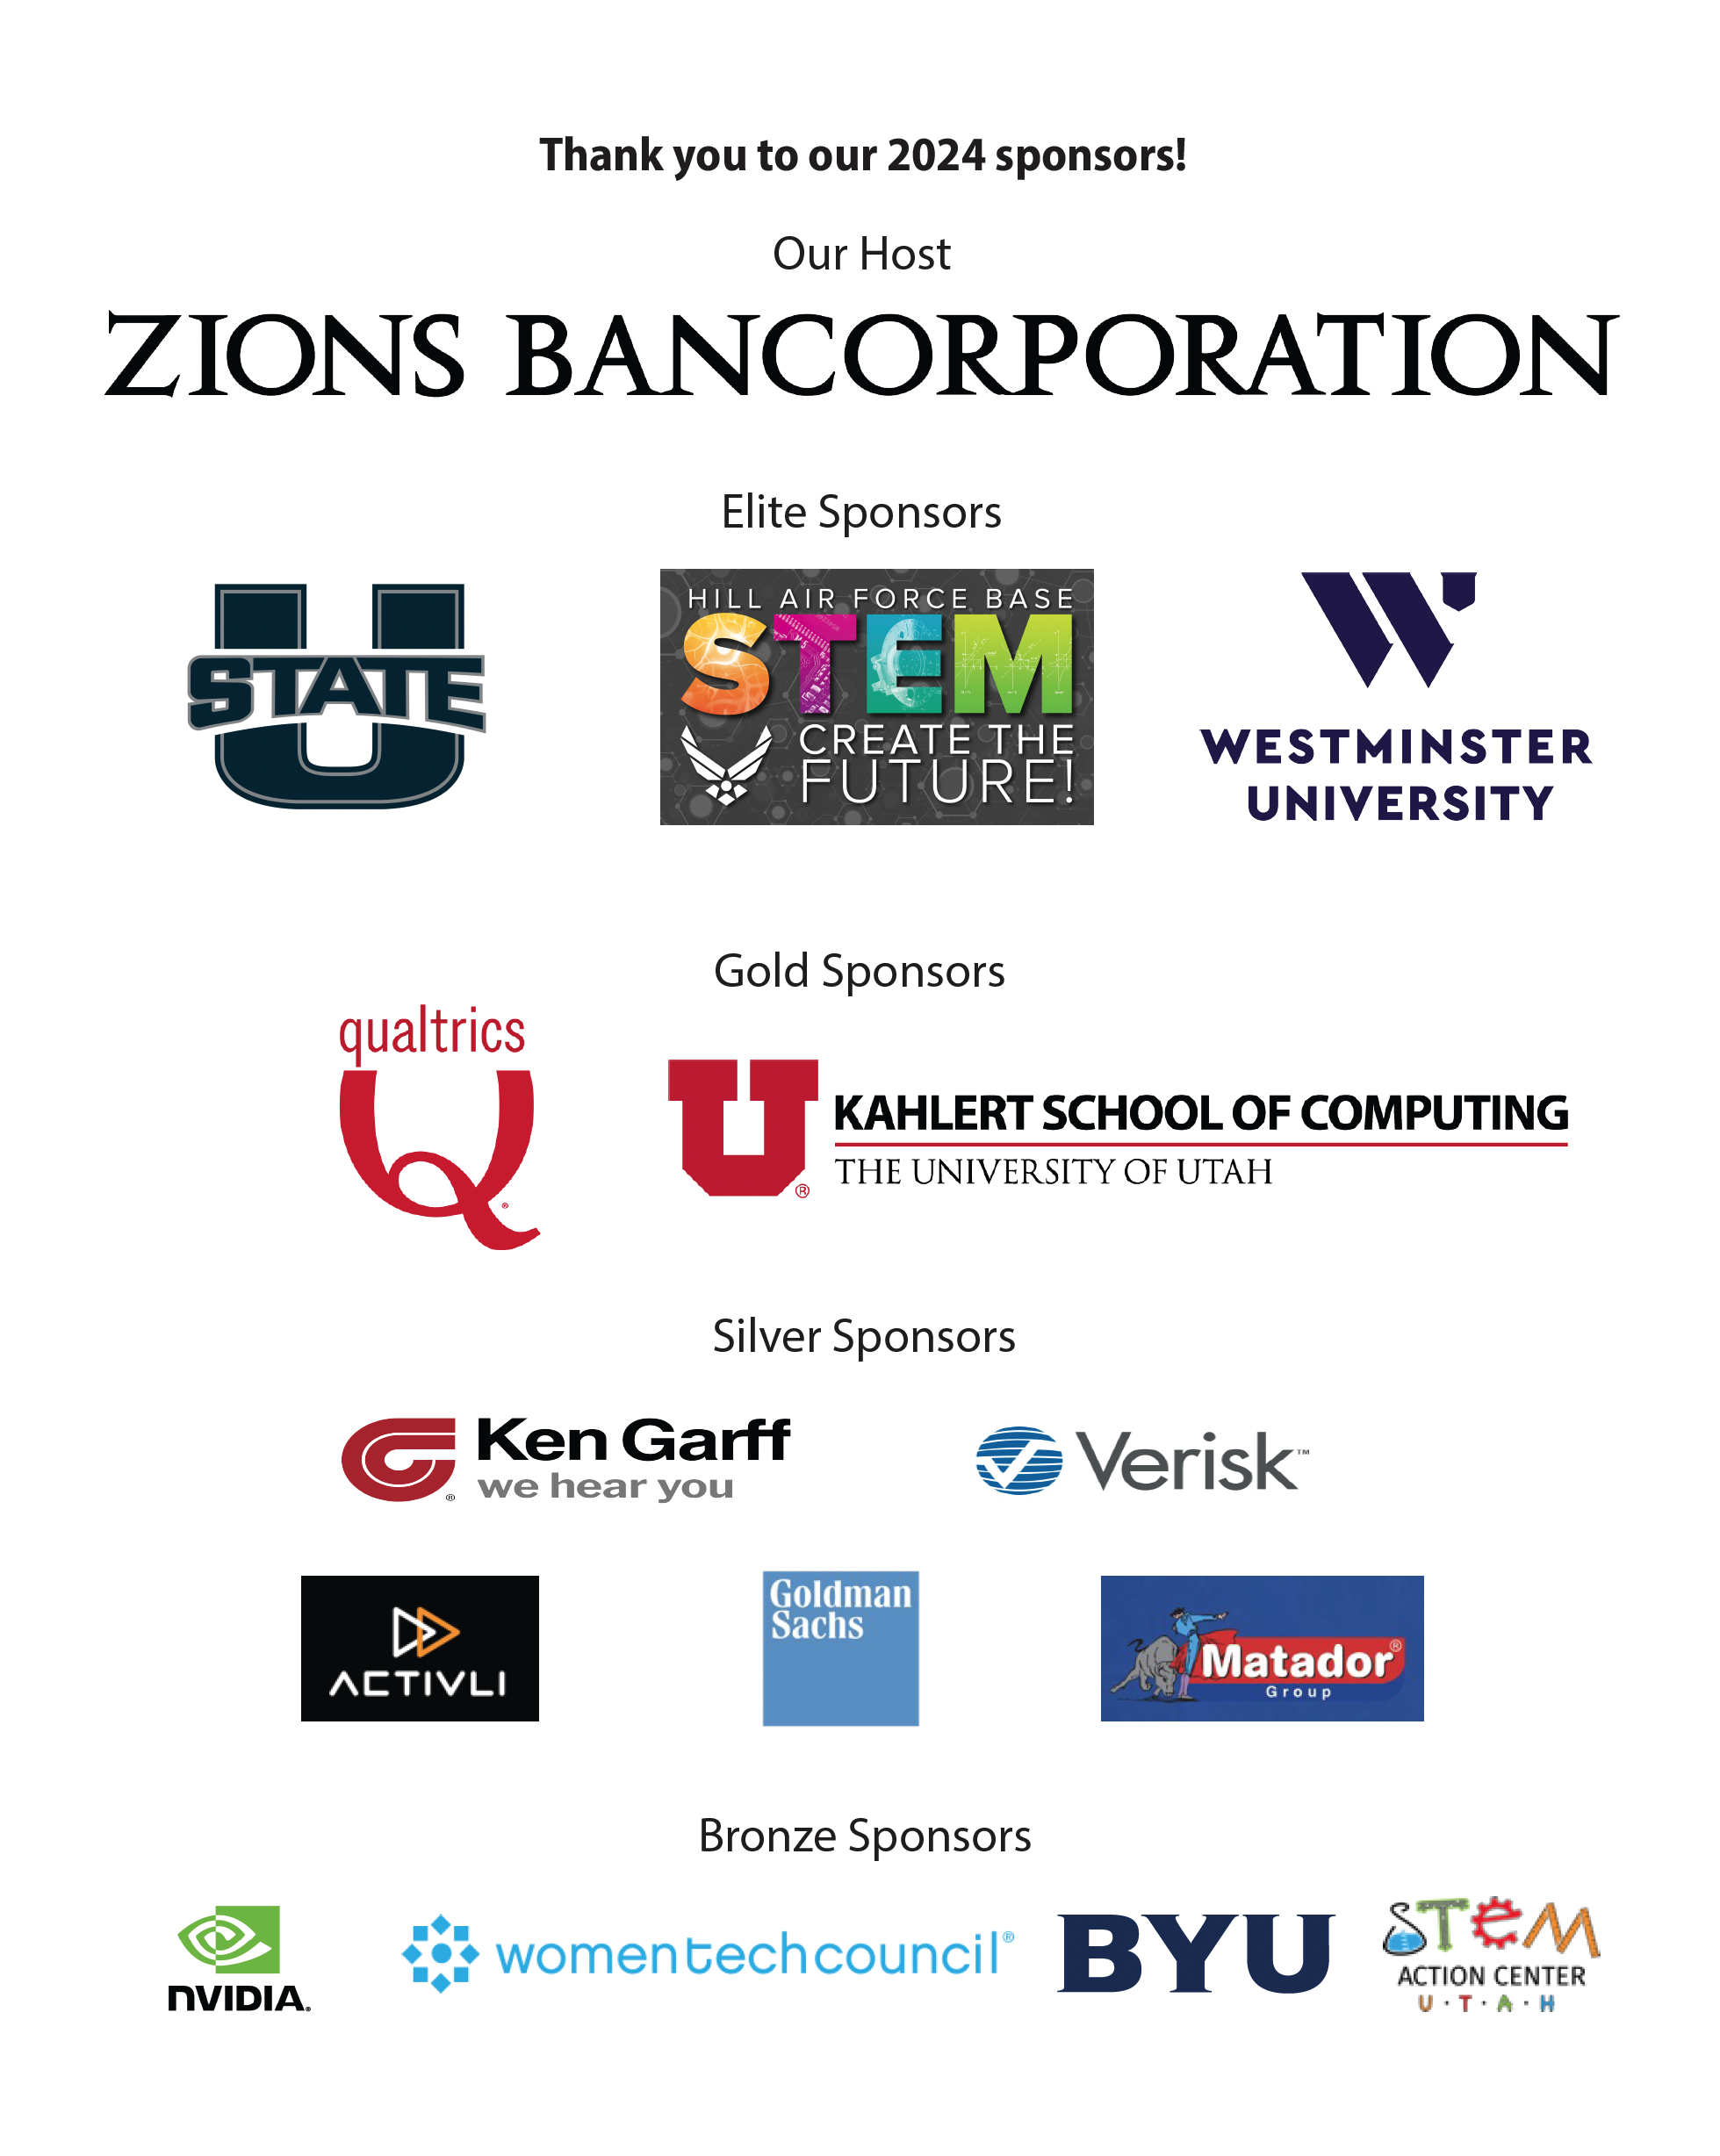 Thank you to our 2024 sponsors!
Our Host
ZIONS BANCORPORATION
Elite Sponsors
U
STATE
HILL AIR FORCE BASE
STEM
CREATE THE
FUTURE!
W
WESTMINSTER
UNIVERSITY
Gold Sponsors
qualtrics
Q®
U®
KAHLERT SCHOOL OF COMPUTING
THE UNIVERSITY OF UTAH
Silver Sponsors
G®
Ken Garff
we hear you
Verisk™
ACTIVLI
Goldman
Sachs
Matador®
Group
Bronze Sponsors
NVIDIA.
womentechcouncil®
BYU
STEM
ACTION CENTER
U·T·A·H